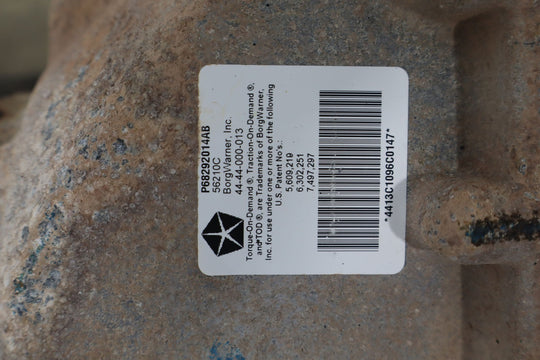 P68292014AB
56210C
BorgWarner, Inc.
44-44-000-013
Torque-On-Demand ®, Traction-On-Demand ®,
and TOD ®, are Trademarks of BorgWarner,
Inc. for use under one or more of the following
U.S. Patent No's.:
5,609,219
6,302,251
7,497,297
*4413C1096C0147*